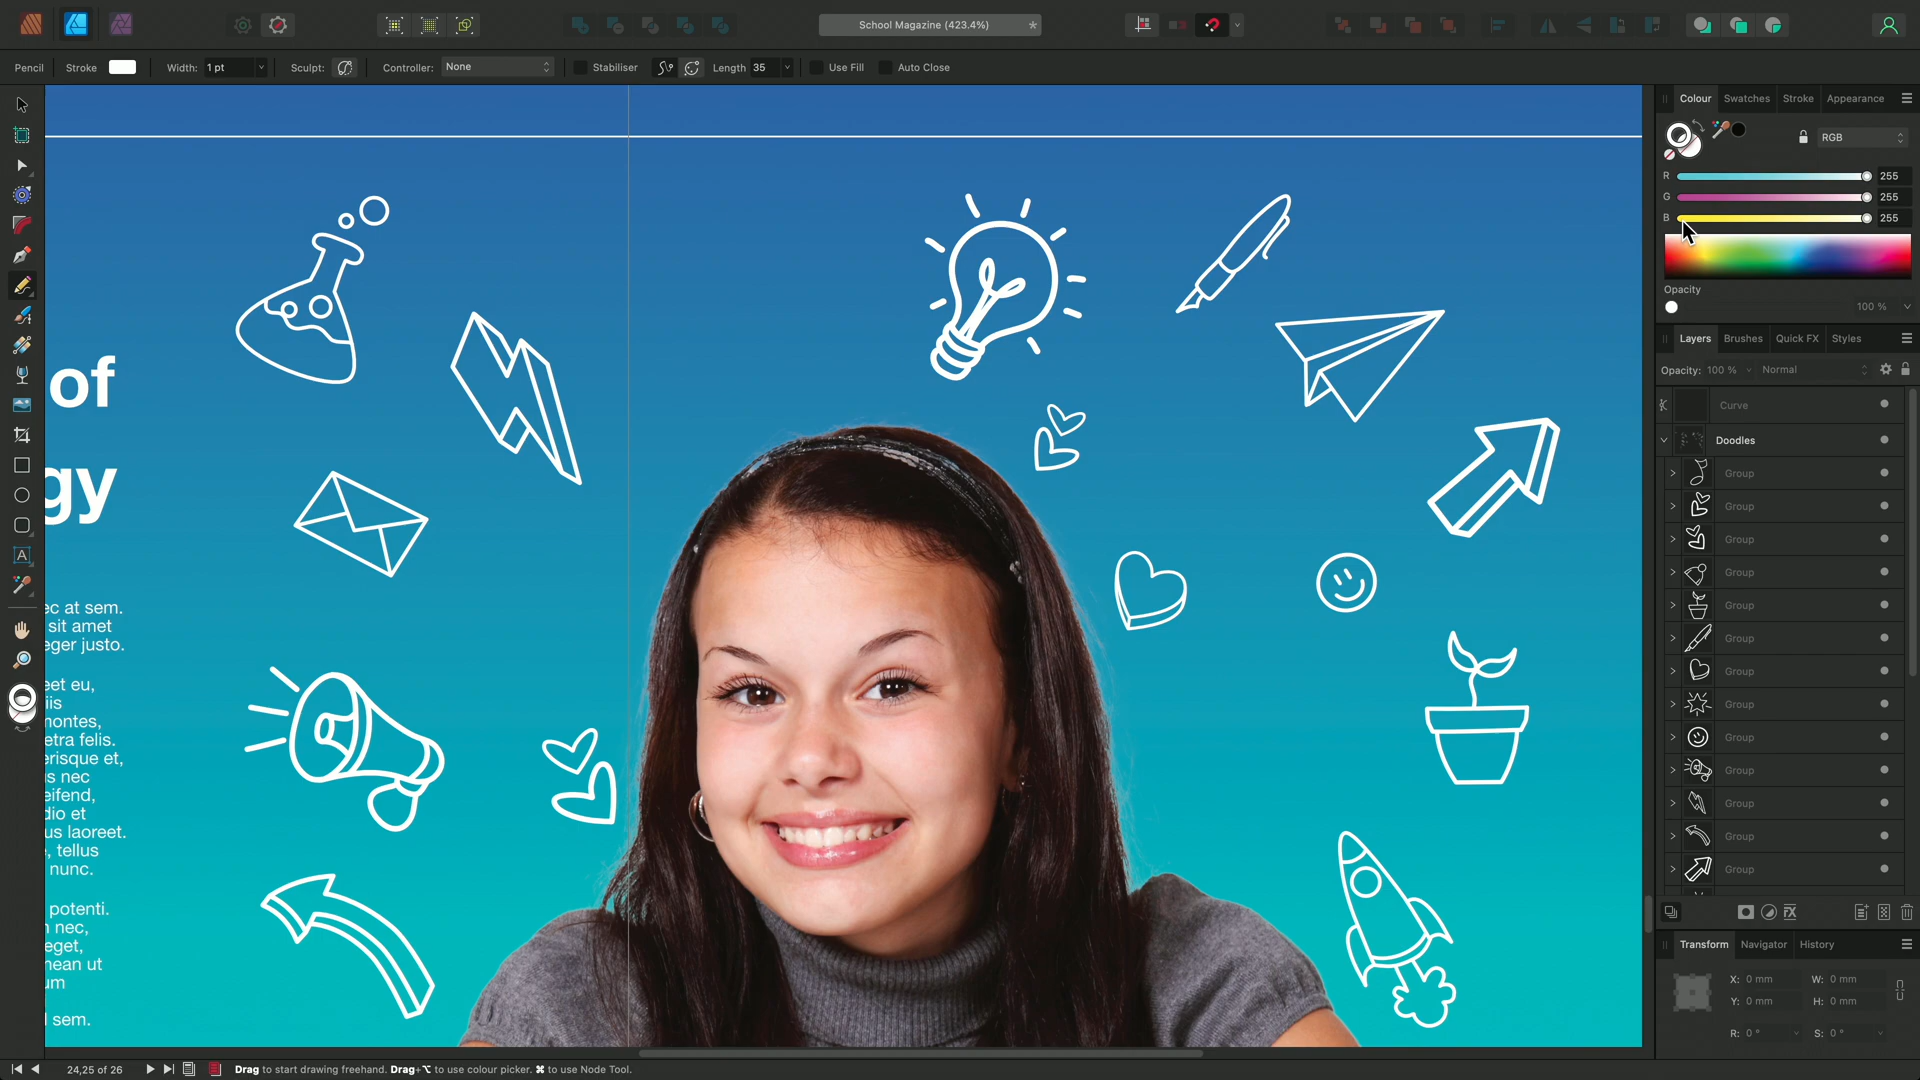 School Magazine (423.4%)
Pencil Stroke Width: 1 pt Sculpt: Controller: None Stabiliser Length 35 Use Fill Auto Close
Colour Swatches Stroke Appearance
RGB
R 255
G 255
B 255
Opacity
100 %
Layers Brushes Quick FX Styles
Opacity: 100 % Normal
Curve
Doodles
Group
Group
Group
Group
Group
Group
Group
Group
Group
Group
Group
Group
Group
FX
Transform Navigator History
X: 0 mm W: 0 mm
Y: 0 mm H: 0 mm
R: 0 ° S: 0 °
of
gy
ec at sem.
sit amet
eger justo.
eet eu,
iis
montes,
etra felis.
erisque et,
us nec
eifend,
dio et
us laoreet.
, tellus
nunc.
potenti.
n nec,
eget,
nean ut
um
l sem.
A
24,25 of 26 Drag to start drawing freehand. Drag+⌥ to use colour picker. ⌘ to use Node Tool.